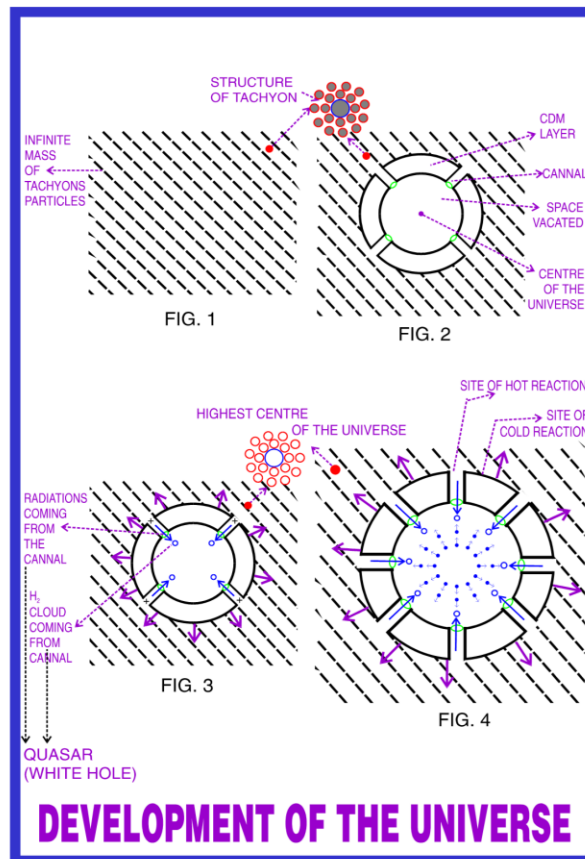 STRUCTURE
OF TACHYON
INFINITE
MASS
OF
TACHYONS
PARTICLES
CDM
LAYER
CANNAL
SPACE
VACATED
CENTRE
OF THE
UNIVERSE
FIG. 1
FIG. 2
SITE OF HOT REACTION
SITE OF
COLD REACTION
HIGHEST CENTRE
OF THE UNIVERSE
RADIATIONS
COMING
FROM
THE
CANNAL
H₂
CLOUD
COMING
FROM
CANNAL
FIG. 3
FIG. 4
QUASAR
(WHITE HOLE)
DEVELOPMENT OF THE UNIVERSE